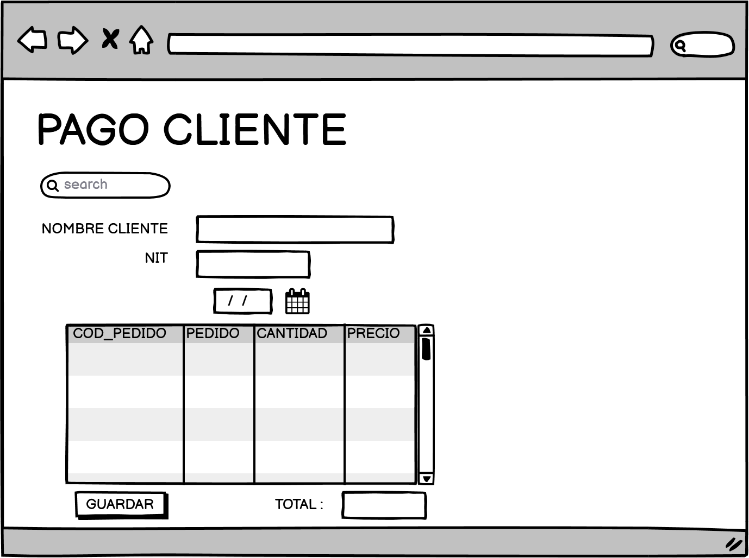 PAGO CLIENTE
search
NOMBRE CLIENTE
NIT
/ /
COD_PEDIDO PEDIDO CANTIDAD PRECIO
GUARDAR TOTAL :